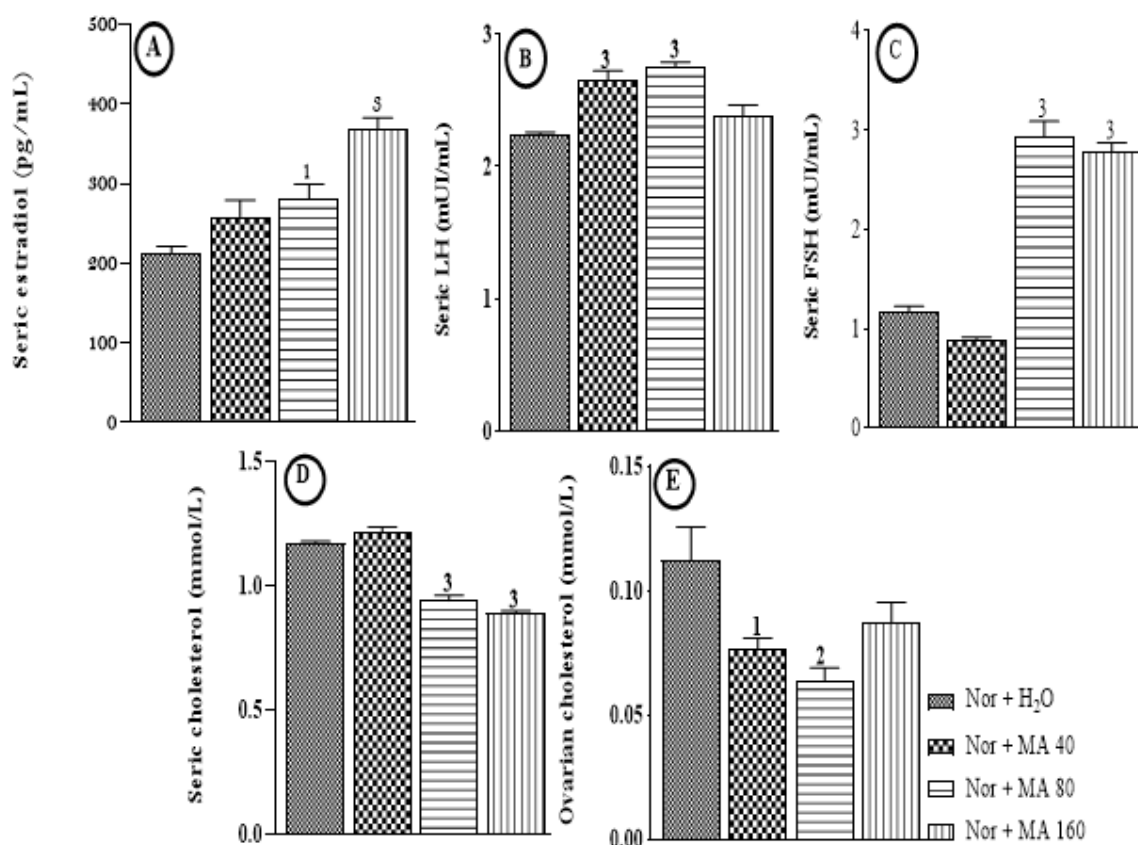 A
Seric estradiol (pg/mL)
500
400
300
200
100
0
1
3
B
Seric LH (mUI/mL)
3
2
1
0
3
3
C
Seric FSH (mUI/mL)
4
3
2
1
0
3
3
D
Seric cholesterol (mmol/L)
1.5
1.0
0.5
0.0
3
3
E
Ovarian cholesterol (mmol/L)
0.15
0.10
0.05
0.00
1
2
Nor + H₂O
Nor + MA 40
Nor + MA 80
Nor + MA 160